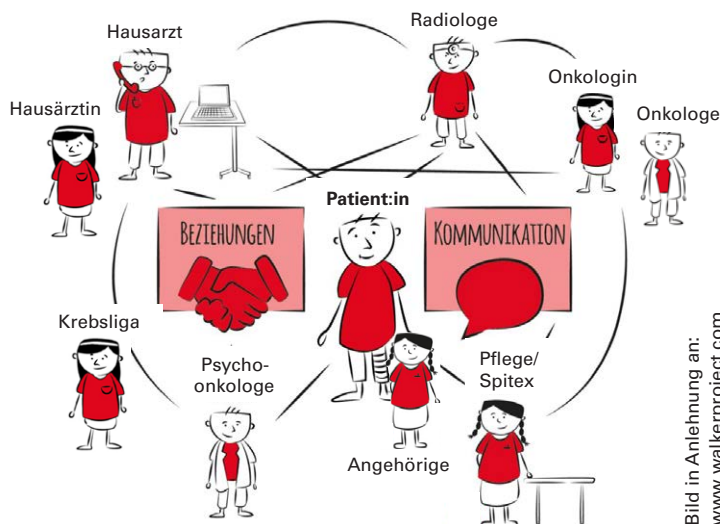 Hausarzt
Radiologe
Onkologin
Onkologe
Hausärztin
Patient:in
BEZIEHUNGEN
KOMMUNIKATION
Krebsliga
Psycho-
onkologe
Pflege/
Spitex
Angehörige
Bild in Anlehnung an:
www.walkerproject.com